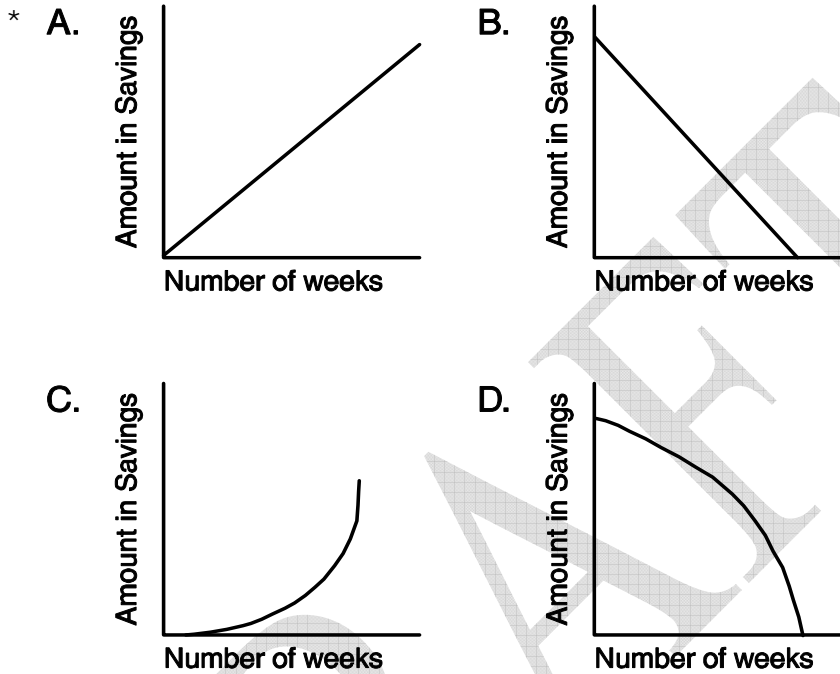 * A. B.
Amount in Savings
Amount in Savings
Number of weeks
Number of weeks
C. D.
Amount in Savings
Amount in Savings
Number of weeks
Number of weeks